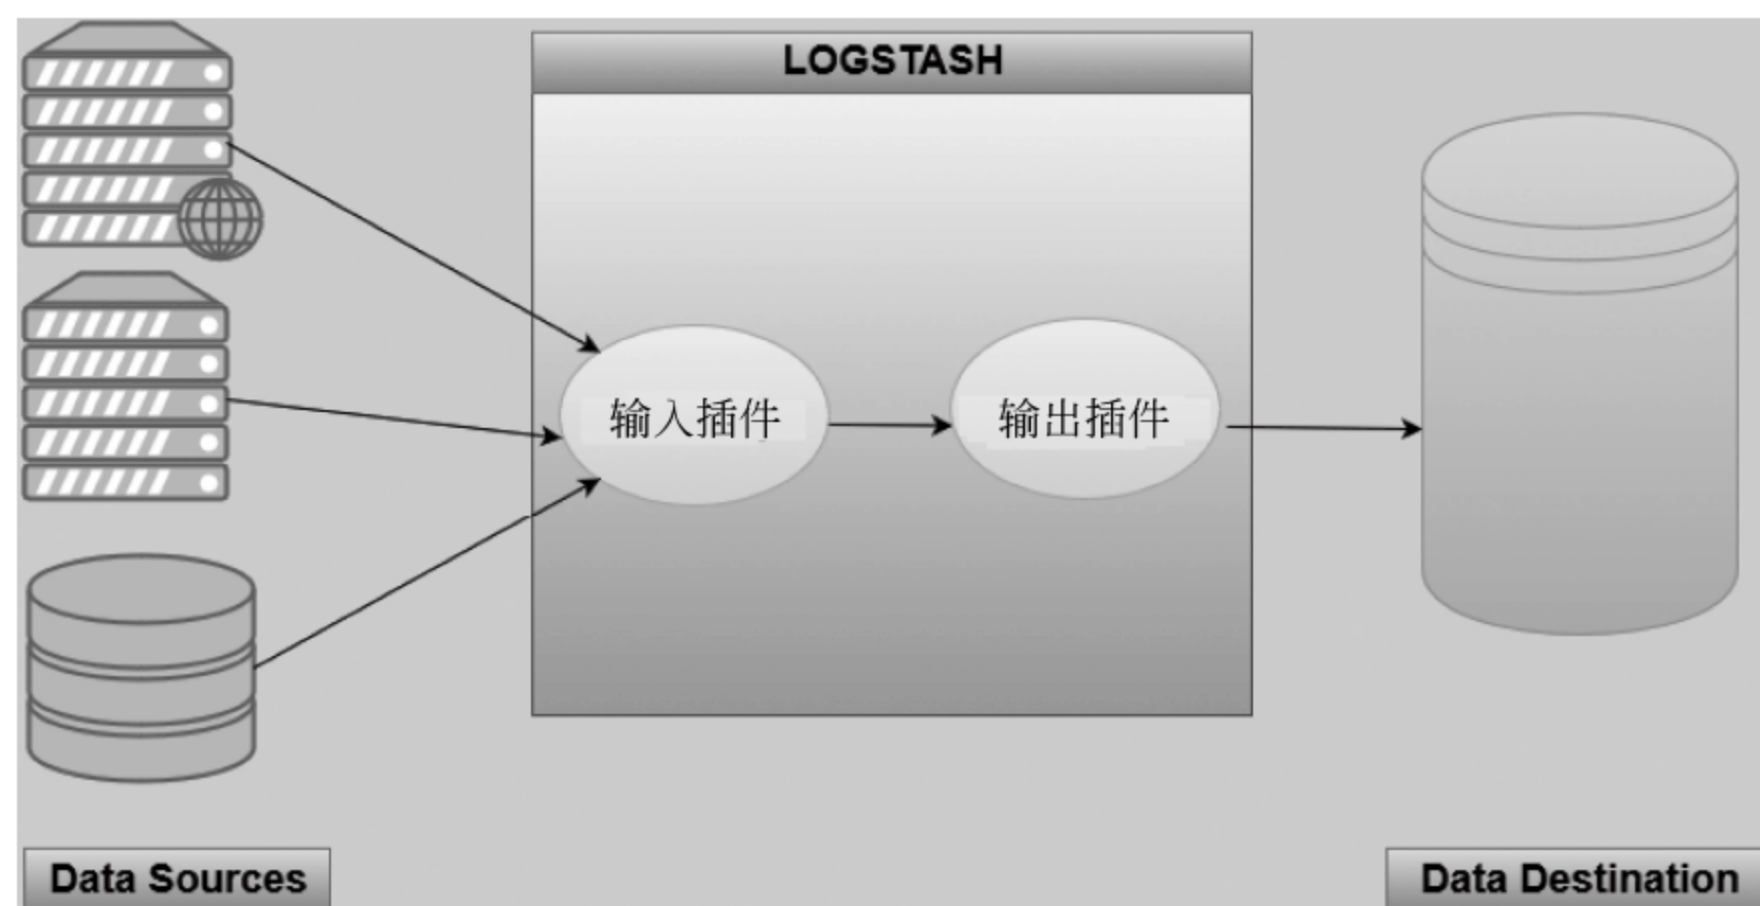 LOGSTASH
输入插件
输出插件
Data Sources
Data Destination